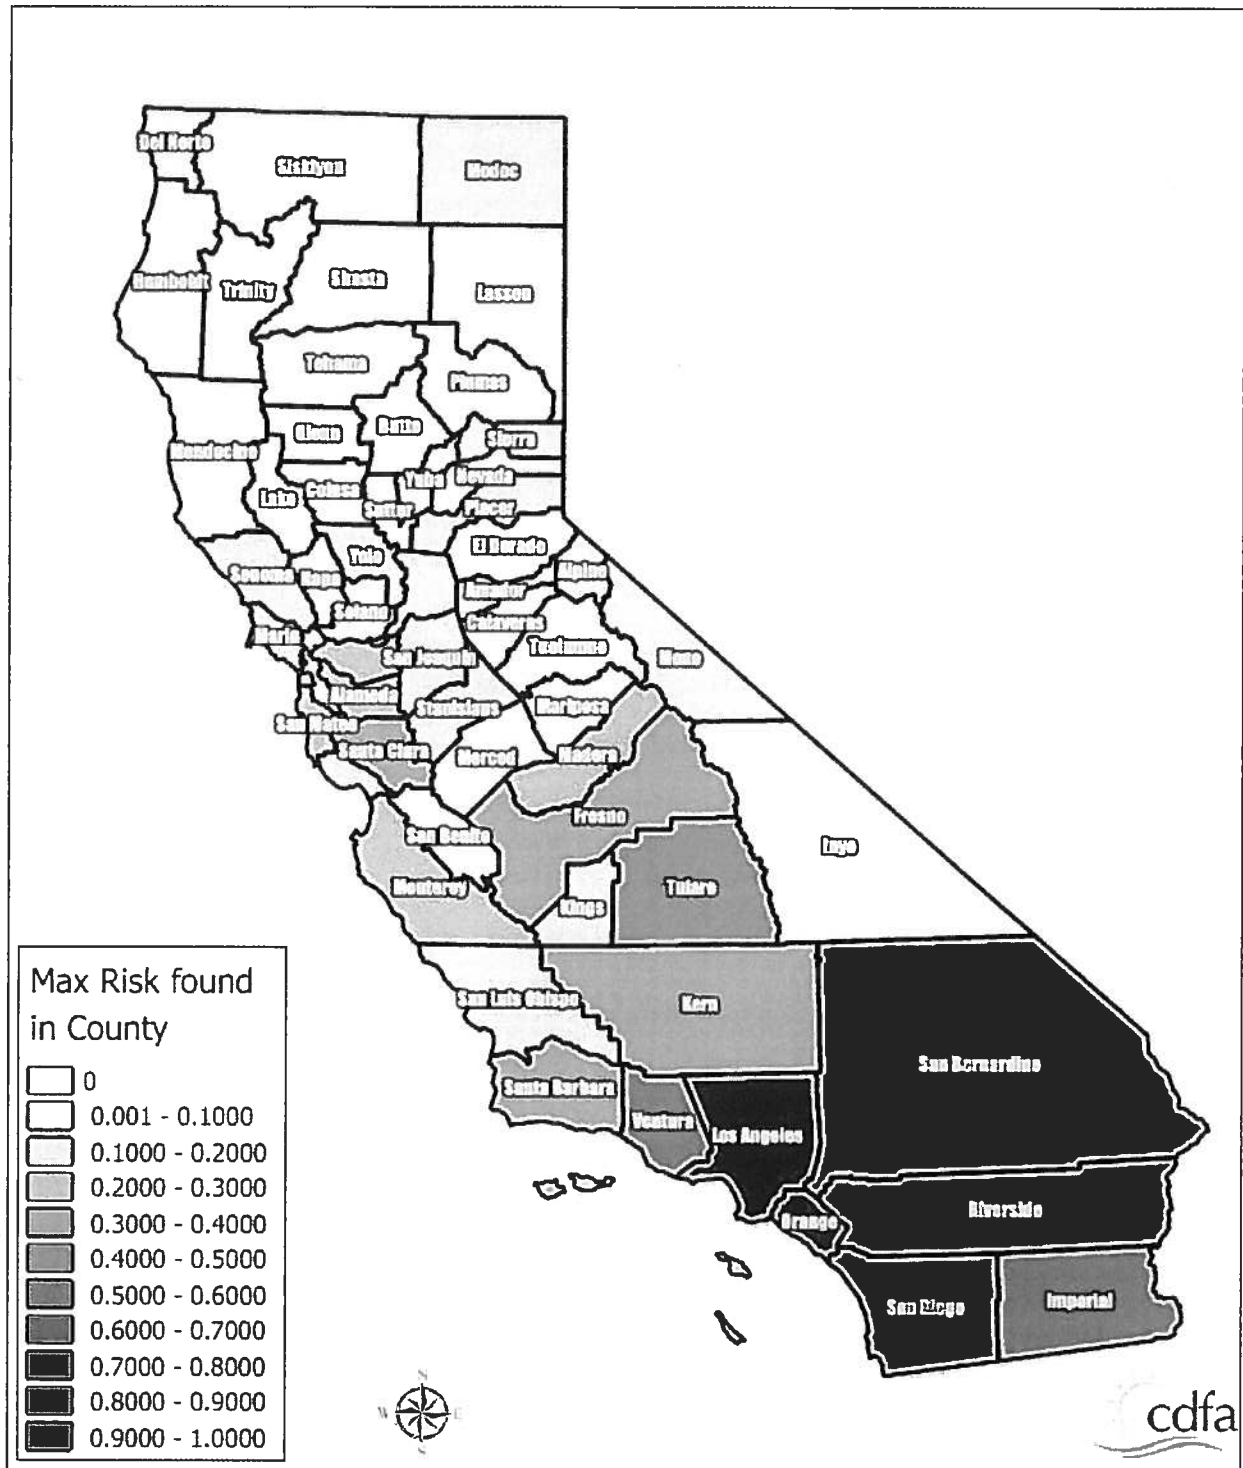 Del Norte
Siskiyou
Modoc
Humboldt
Trinity
Shasta
Lassen
Tehama
Plumas
Glenn
Butte
Sierra
Mendocino
Lake
Colusa
Sutter
Yuba
Nevada
Placer
El Dorado
Yolo
Sonoma
Napa
Solano
Amador
Alpine
Marin
Calaveras
San Joaquin
Tuolumne
Mono
Alameda
Stanislaus
Mariposa
San Mateo
Santa Clara
Merced
Madera
Fresno
San Benito
Inyo
Monterey
Kings
Tulare
San Luis Obispo
Kern
San Bernardino
Santa Barbara
Ventura
Los Angeles
Orange
Riverside
San Diego
Imperial
Max Risk found
in County
0
0.001 - 0.1000
0.1000 - 0.2000
0.2000 - 0.3000
0.3000 - 0.4000
0.4000 - 0.5000
0.5000 - 0.6000
0.6000 - 0.7000
0.7000 - 0.8000
0.8000 - 0.9000
0.9000 - 1.0000
W
E
cdfa